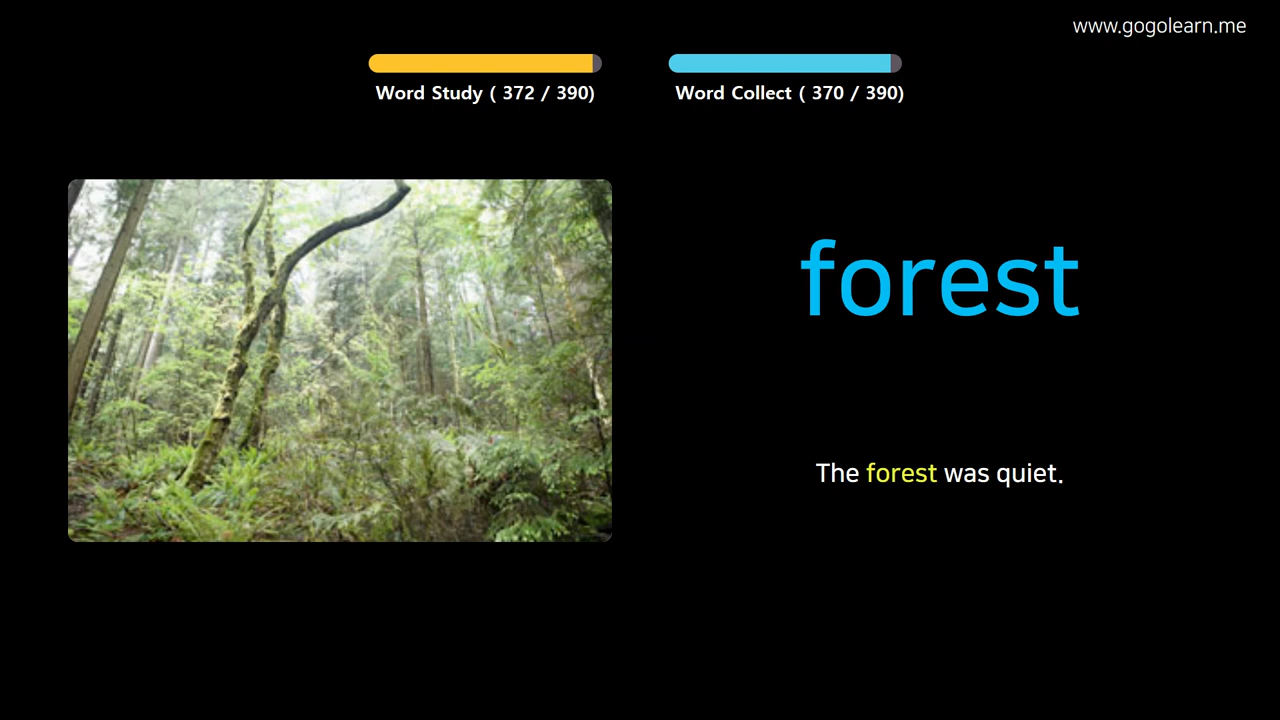 www.gogolearn.me
Word Study ( 372 / 390)
Word Collect ( 370 / 390)
forest
The forest was quiet.